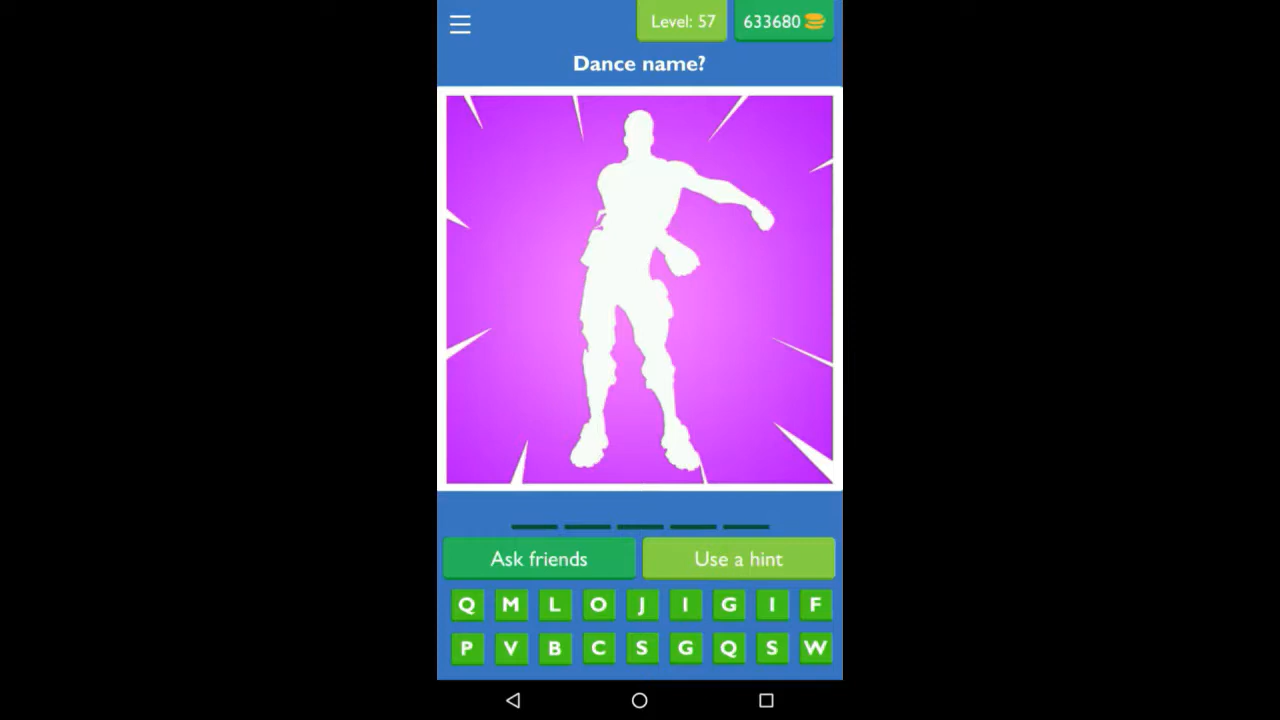 Level: 57 633680
Dance name?
Ask friends Use a hint
Q M L O J I G I F
P V B C S G Q S W